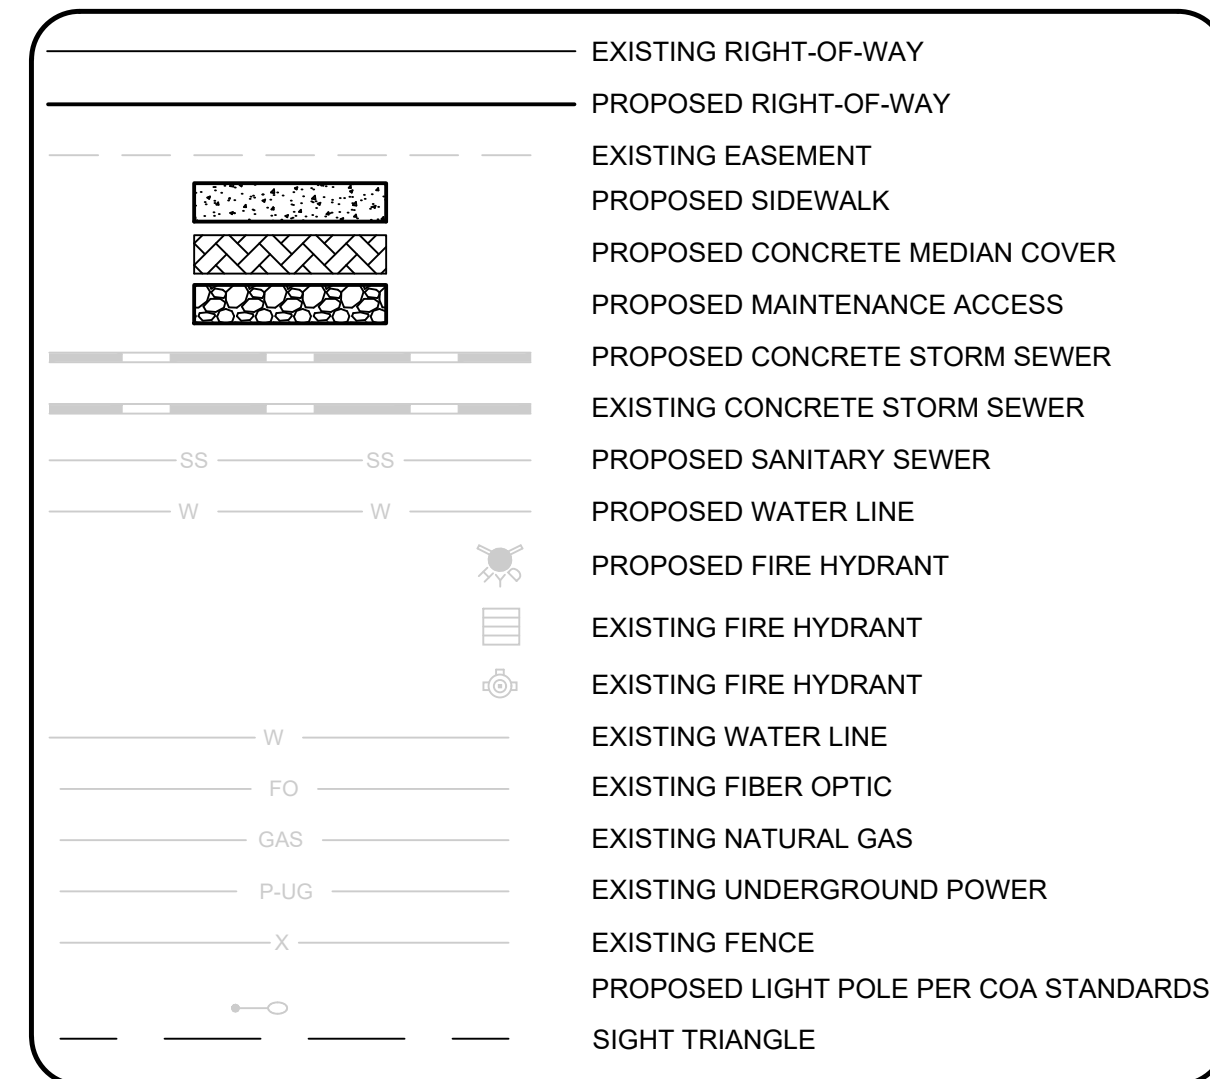 EXISTING RIGHT-OF-WAY
PROPOSED RIGHT-OF-WAY
EXISTING EASEMENT
PROPOSED SIDEWALK
PROPOSED CONCRETE MEDIAN COVER
PROPOSED MAINTENANCE ACCESS
PROPOSED CONCRETE STORM SEWER
EXISTING CONCRETE STORM SEWER
SS SS PROPOSED SANITARY SEWER
W W PROPOSED WATER LINE
HYD PROPOSED FIRE HYDRANT
EXISTING FIRE HYDRANT
EXISTING FIRE HYDRANT
W EXISTING WATER LINE
FO EXISTING FIBER OPTIC
GAS EXISTING NATURAL GAS
P-UG EXISTING UNDERGROUND POWER
X EXISTING FENCE
PROPOSED LIGHT POLE PER COA STANDARDS
SIGHT TRIANGLE